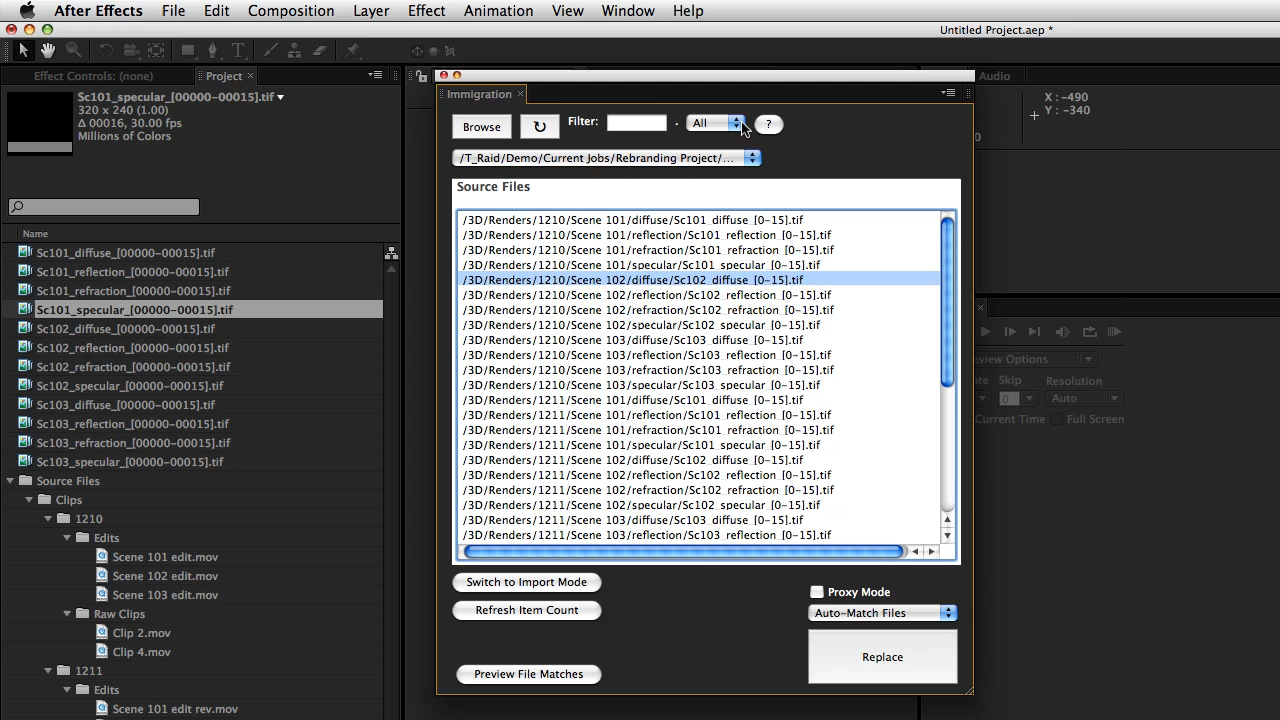 After Effects File Edit Composition Layer Effect Animation View Window Help
Untitled Project.aep *
Effect Controls: (none) Project × Audio
Sc101_specular_[00000-00015].tif
320 x 240 (1.00)
Δ 00016, 30.00 fps
Millions of Colors
X : -490
Y : -340
Name
Sc101_diffuse_[00000-00015].tif
Sc101_reflection_[00000-00015].tif
Sc101_refraction_[00000-00015].tif
Sc101_specular_[00000-00015].tif
Sc102_diffuse_[00000-00015].tif
Sc102_reflection_[00000-00015].tif
Sc102_refraction_[00000-00015].tif
Sc102_specular_[00000-00015].tif
Sc103_diffuse_[00000-00015].tif
Sc103_reflection_[00000-00015].tif
Sc103_refraction_[00000-00015].tif
Sc103_specular_[00000-00015].tif
Source Files
Clips
1210
Edits
Scene 101 edit.mov
Scene 102 edit.mov
Scene 103 edit.mov
Raw Clips
Clip 2.mov
Clip 4.mov
1211
Edits
Scene 101 edit rev.mov
Immigration ×
Browse ↻ Filter: . All ?
/T_Raid/Demo/Current Jobs/Rebranding Project/...
Source Files
/3D/Renders/1210/Scene 101/diffuse/Sc101_diffuse_[0-15].tif
/3D/Renders/1210/Scene 101/reflection/Sc101_reflection_[0-15].tif
/3D/Renders/1210/Scene 101/refraction/Sc101_refraction_[0-15].tif
/3D/Renders/1210/Scene 101/specular/Sc101_specular_[0-15].tif
/3D/Renders/1210/Scene 102/diffuse/Sc102_diffuse_[0-15].tif
/3D/Renders/1210/Scene 102/reflection/Sc102_reflection_[0-15].tif
/3D/Renders/1210/Scene 102/refraction/Sc102_refraction_[0-15].tif
/3D/Renders/1210/Scene 102/specular/Sc102_specular_[0-15].tif
/3D/Renders/1210/Scene 103/diffuse/Sc103_diffuse_[0-15].tif
/3D/Renders/1210/Scene 103/reflection/Sc103_reflection_[0-15].tif
/3D/Renders/1210/Scene 103/refraction/Sc103_refraction_[0-15].tif
/3D/Renders/1210/Scene 103/specular/Sc103_specular_[0-15].tif
/3D/Renders/1211/Scene 101/diffuse/Sc101_diffuse_[0-15].tif
/3D/Renders/1211/Scene 101/reflection/Sc101_reflection_[0-15].tif
/3D/Renders/1211/Scene 101/refraction/Sc101_refraction_[0-15].tif
/3D/Renders/1211/Scene 101/specular/Sc101_specular_[0-15].tif
/3D/Renders/1211/Scene 102/diffuse/Sc102_diffuse_[0-15].tif
/3D/Renders/1211/Scene 102/reflection/Sc102_reflection_[0-15].tif
/3D/Renders/1211/Scene 102/refraction/Sc102_refraction_[0-15].tif
/3D/Renders/1211/Scene 102/specular/Sc102_specular_[0-15].tif
/3D/Renders/1211/Scene 103/diffuse/Sc103_diffuse_[0-15].tif
/3D/Renders/1211/Scene 103/reflection/Sc103_reflection_[0-15].tif
Switch to Import Mode
Refresh Item Count
Preview File Matches
Proxy Mode
Auto-Match Files
Replace
view Options
ate Skip Resolution
0 Auto
Current Time Full Screen